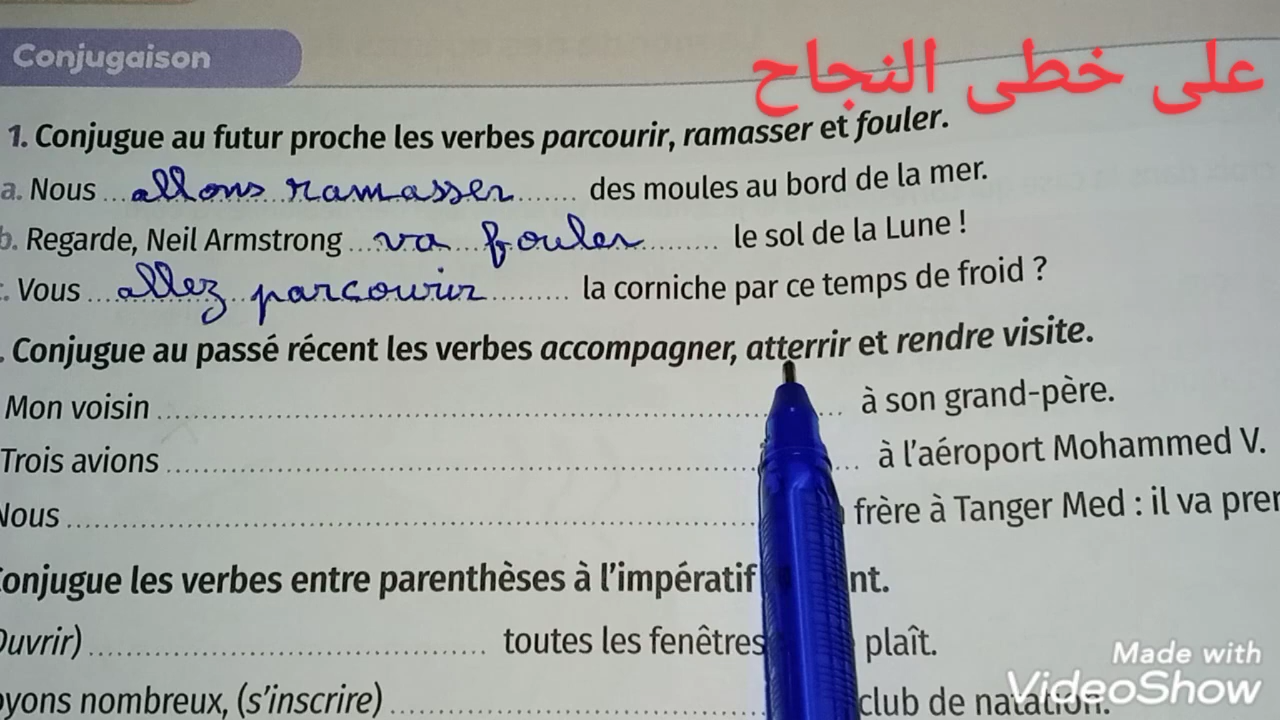 Conjugaison
على خطى النجاح
1. Conjugue au futur proche les verbes parcourir, ramasser et fouler.
a. Nous ... allons ramasser ....... des moules au bord de la mer.
b. Regarde, Neil Armstrong ... va fouler ......... le sol de la Lune !
. Vous ... allez parcourir ......... la corniche par ce temps de froid ?
. Conjugue au passé récent les verbes accompagner, atterrir et rendre visite.
Mon voisin ........ à son grand-père.
Trois avions ........ à l'aéroport Mohammed V.
Nous ........ frère à Tanger Med : il va
Conjugue les verbes entre parenthèses à l'impératif
Ouvrir) ........ toutes les fenêtres plaît.
nombreux, (s'inscrire) ........ club de natation.
Made with
VideoShow